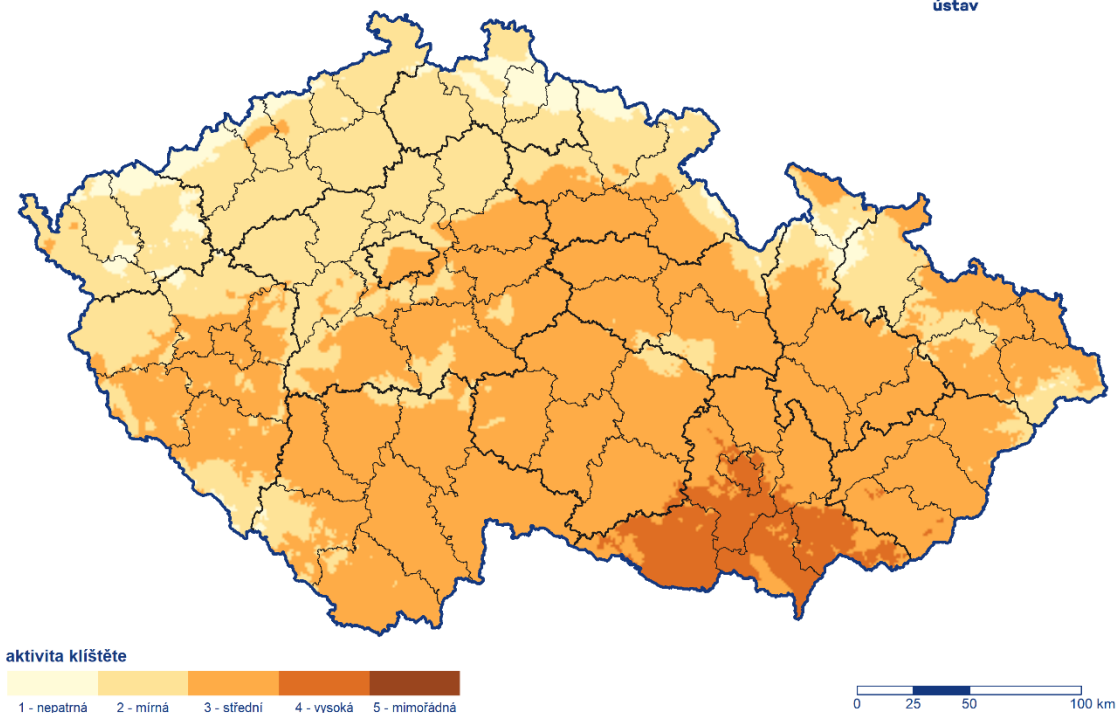 ústav
aktivita klíštěte
1 - nepatrná 2 - mírná 3 - střední 4 - vysoká 5 - mimořádná
0 25 50 100 km